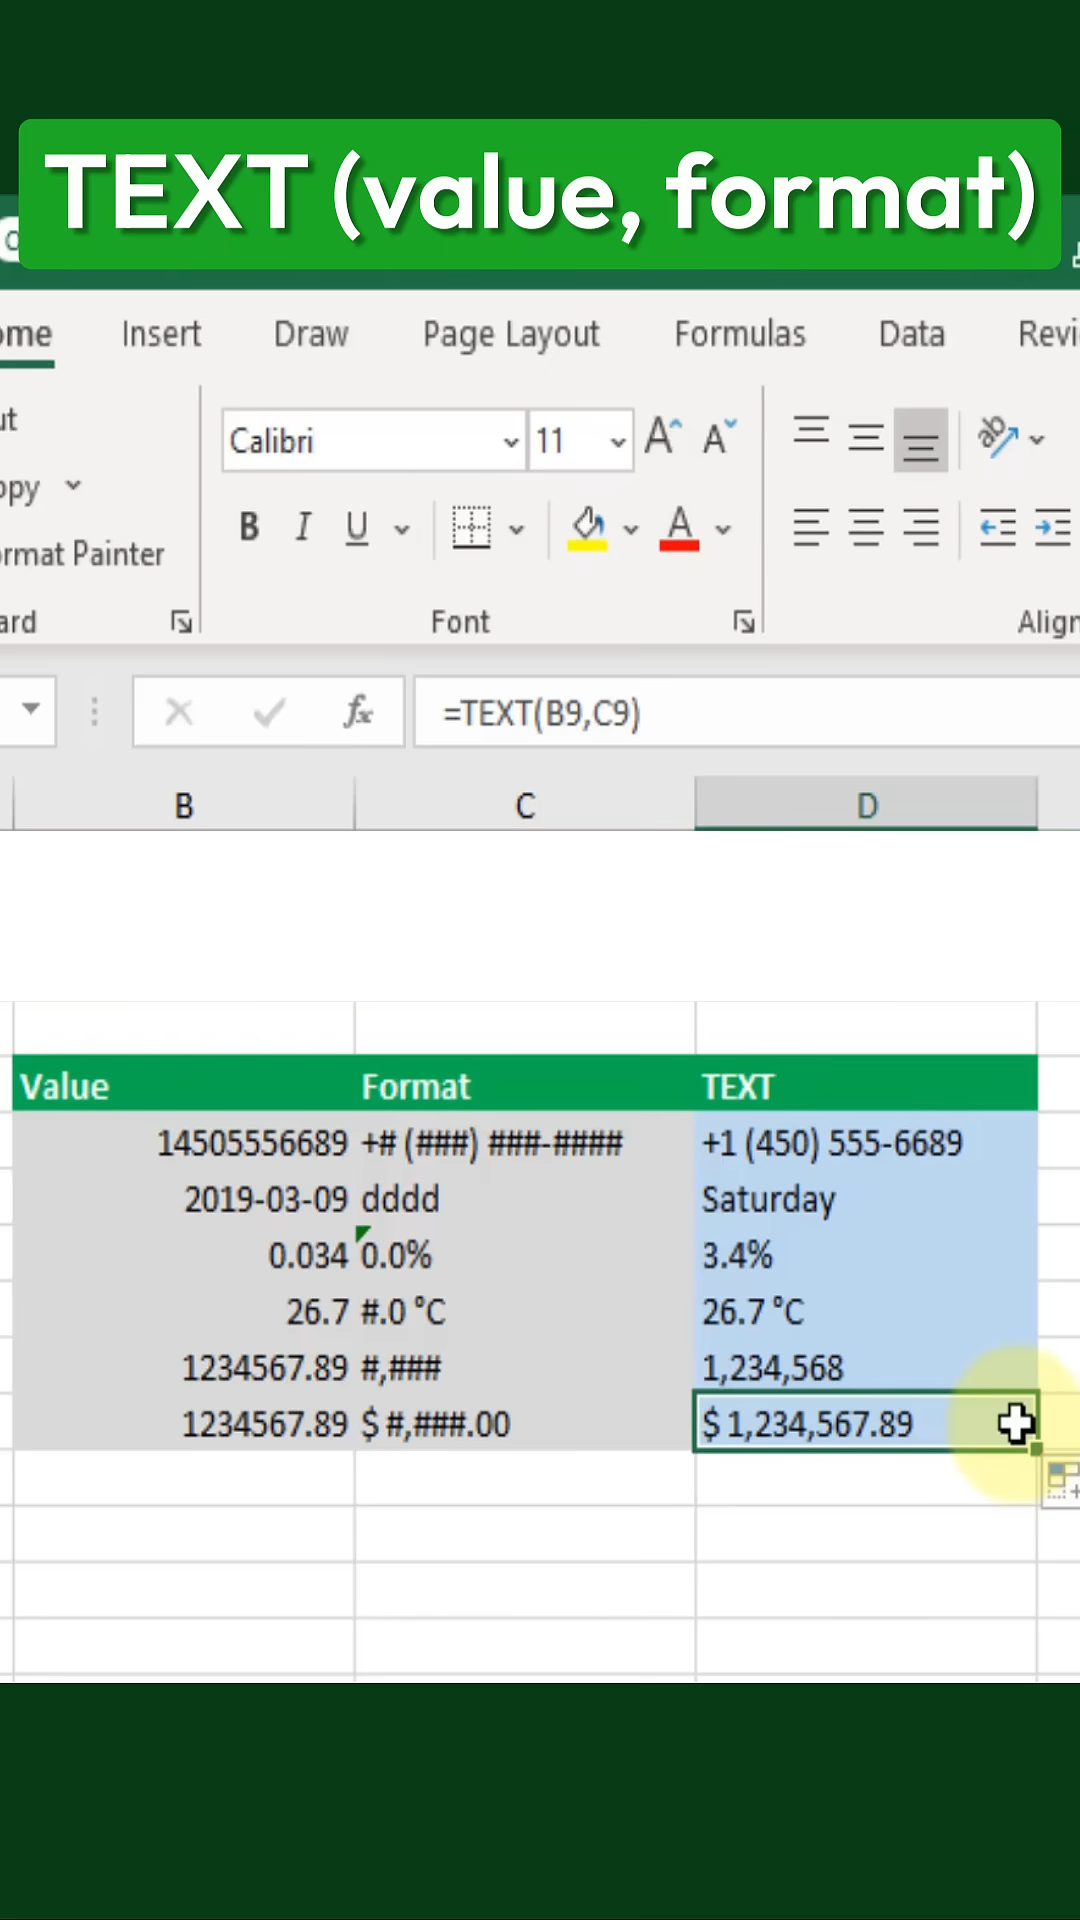 TEXT (value, format)
ome Insert Draw Page Layout Formulas Data Revi
ut
Calibri 11
opy
B I U
ormat Painter
ard Font Align
fx =TEXT(B9,C9)
B C D
Value Format TEXT
14505556689 +# (###) ###-#### +1 (450) 555-6689
2019-03-09 dddd Saturday
0.034 0.0% 3.4%
26.7 #.0 °C 26.7 °C
1234567.89 #,### 1,234,568
1234567.89 $ #,###.00 $ 1,234,567.89